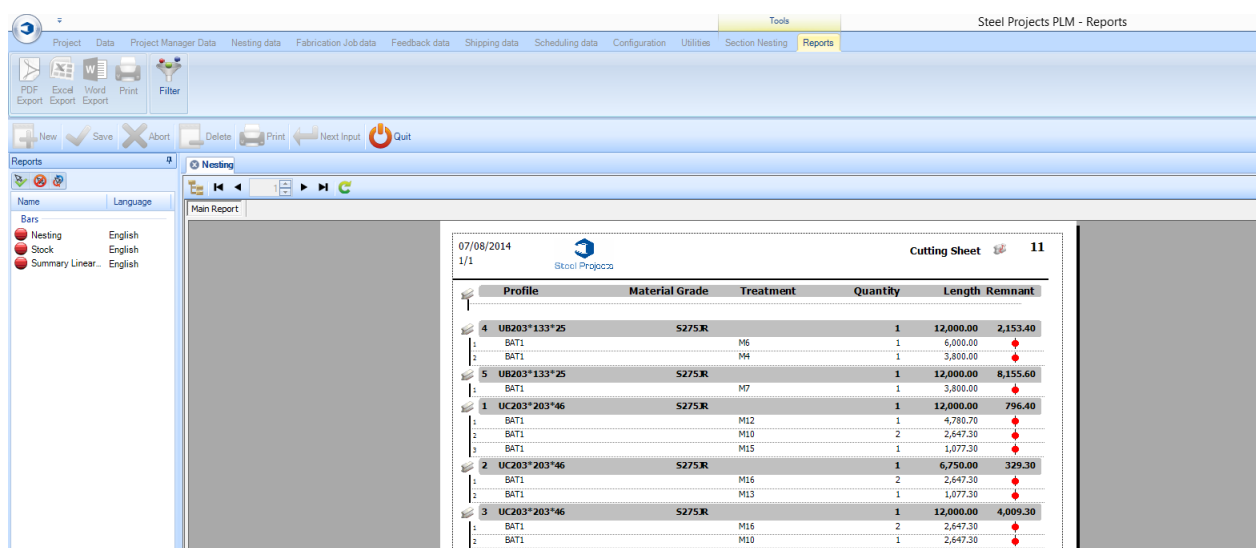 Tools
Steel Projects PLM - Reports
Project Data Project Manager Data Nesting data Fabrication Job data Feedback data Shipping data Scheduling data Configuration Utilities Section Nesting Reports
PDF Export Excel Export Word Export Print Filter
New Save Abort Delete Print Next Input Quit
Reports
Nesting
1
Name Language
Main Report
Bars
Nesting English
Stock English
Summary Linear... English
07/08/2014
1/1
Steel Projects
Cutting Sheet 11
Profile Material Grade Treatment Quantity Length Remnant
4 UB203*133*25 S275JR 1 12,000.00 2,153.40
1 BAT1 M6 1 6,000.00
2 BAT1 M4 1 3,800.00
5 UB203*133*25 S275JR 1 12,000.00 8,155.60
1 BAT1 M7 1 3,800.00
1 UC203*203*46 S275JR 1 12,000.00 796.40
1 BAT1 M12 1 4,780.70
2 BAT1 M10 2 2,647.30
3 BAT1 M15 1 1,077.30
2 UC203*203*46 S275JR 1 6,750.00 329.30
1 BAT1 M16 2 2,647.30
2 BAT1 M13 1 1,077.30
3 UC203*203*46 S275JR 1 12,000.00 4,009.30
1 BAT1 M16 2 2,647.30
2 BAT1 M10 1 2,647.30